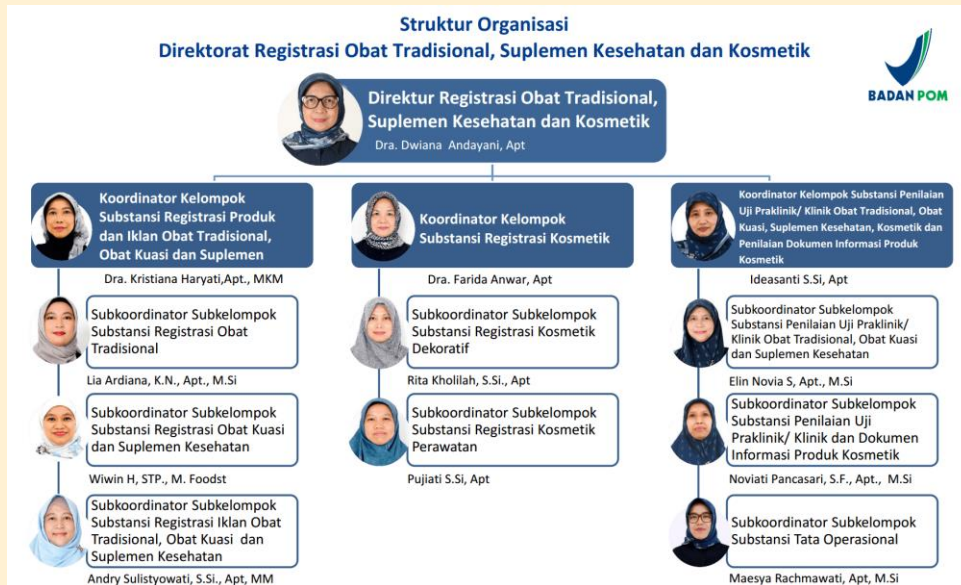 Struktur Organisasi
Direktorat Registrasi Obat Tradisional, Suplemen Kesehatan dan Kosmetik
BADAN POM
Direktur Registrasi Obat Tradisional,
Suplemen Kesehatan dan Kosmetik
Dra. Dwiana Andayani, Apt
Koordinator Kelompok
Substansi Registrasi Produk
dan Iklan Obat Tradisional,
Obat Kuasi dan Suplemen
Dra. Kristiana Haryati,Apt., MKM
Subkoordinator Subkelompok
Substansi Registrasi Obat
Tradisional
Lia Ardiana, K.N., Apt., M.Si
Subkoordinator Subkelompok
Substansi Registrasi Obat Kuasi
dan Suplemen Kesehatan
Wiwin H, STP., M. Foodst
Subkoordinator Subkelompok
Substansi Registrasi Iklan Obat
Tradisional, Obat Kuasi dan
Suplemen Kesehatan
Andry Sulistyowati, S.Si., Apt, MM
Koordinator Kelompok
Substansi Registrasi Kosmetik
Dra. Farida Anwar, Apt
Subkoordinator Subkelompok
Substansi Registrasi Kosmetik
Dekoratif
Rita Kholilah, S.Si., Apt
Subkoordinator Subkelompok
Substansi Registrasi Kosmetik
Perawatan
Pujiati S.Si, Apt
Koordinator Kelompok Substansi Penilaian
Uji Praklinik/ Klinik Obat Tradisional, Obat
Kuasi, Suplemen Kesehatan, Kosmetik dan
Penilaian Dokumen Informasi Produk
Kosmetik
Ideasanti S.Si, Apt
Subkoordinator Subkelompok
Substansi Penilaian Uji Praklinik/
Klinik Obat Tradisional, Obat Kuasi
dan Suplemen Kesehatan
Elin Novia S, Apt., M.Si
Subkoordinator Subkelompok
Substansi Penilaian Uji
Praklinik/ Klinik dan Dokumen
Informasi Produk Kosmetik
Noviati Pancasari, S.F., Apt., M.Si
Subkoordinator Subkelompok
Substansi Tata Operasional
Maesya Rachmawati, Apt, M.Si